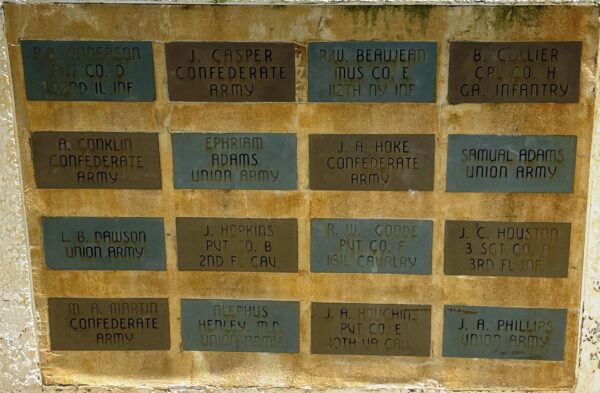 R.B. ANDERSON
PVT CO. D
102ND IL INF.
J. CASPER
CONFEDERATE
ARMY
R.W. BEAWJEAN
MUS CO. E
112TH NY INF.
B. COLLIER
CPL CO. H
GA. INFANTRY
A. CONKLIN
CONFEDERATE
ARMY
EPHRIAM
ADAMS
UNION ARMY
J. A. HOKE
CONFEDERATE
ARMY
SAMUAL ADAMS
UNION ARMY
L. B. DAWSON
UNION ARMY
J. HOPKINS
PVT CO. B
2ND FL CAV.
R. W. GOODE
PVT CO. F
16IL CAVALRY
J. C. HOUSTON
3 SGT CO. A
3RD FL INF.
M. A. MARTIN
CONFEDERATE
ARMY
ALEPHUS
HENLEY, M.D.
UNION ARMY
J. A. HOUCHINS
PVT CO. E
10TH VA CAV.
J. A. PHILLIPS
UNION ARMY